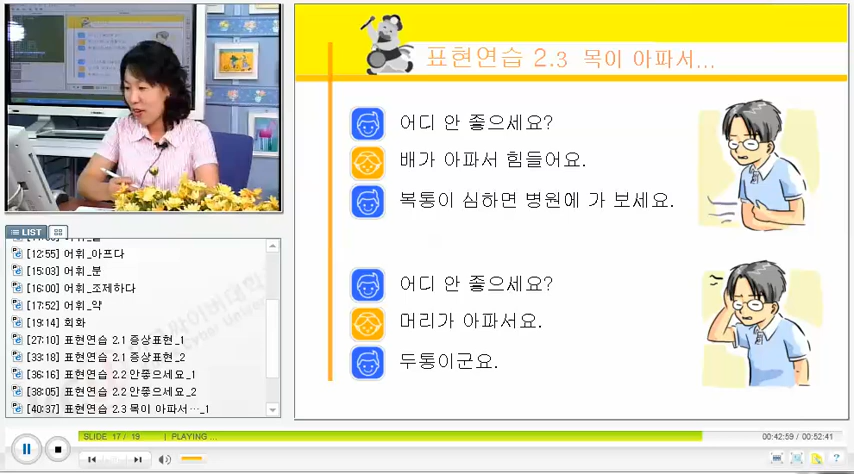 표현연습 2.3 목이 아파서...
어디 안 좋으세요?
배가 아파서 힘들어요.
복통이 심하면 병원에 가 보세요.
어디 안 좋으세요?
머리가 아파서요.
두통이군요.
LIST
[12:55] 어휘_아프다
[15:03] 어휘_분
[16:00] 어휘_조제하다
[17:52] 어휘_약
[19:14] 회화
[27:10] 표현연습 2.1 증상표현_1
[33:18] 표현연습 2.1 증상표현_2
[36:16] 표현연습 2.2 안좋으세요_1
[38:05] 표현연습 2.2 안좋으세요_2
[40:37] 표현연습 2.3 목이 아파서…_1
SLIDE 17 / 19 | PLAYING ...
00:42:59 / 00:52:41